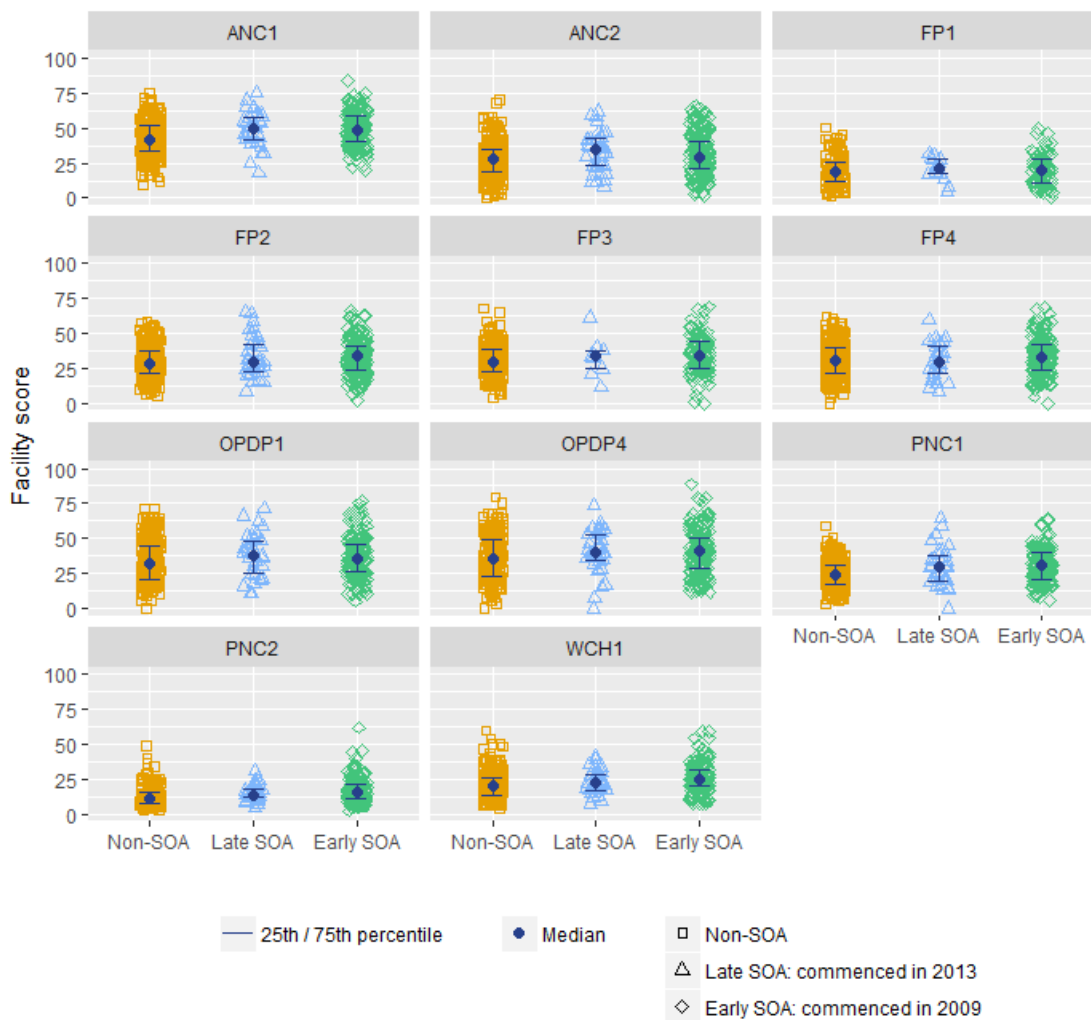 ANC1 ANC2 FP1
100
75
50
25
0
FP2 FP3 FP4
100
75
50
25
0
Facility score
OPDP1 OPDP4 PNC1
100
75
50
25
0
Non-SOA Late SOA Early SOA
PNC2 WCH1
100
75
50
25
0
Non-SOA Late SOA Early SOA Non-SOA Late SOA Early SOA
25th / 75th percentile Median Non-SOA
Late SOA: commenced in 2013
Early SOA: commenced in 2009